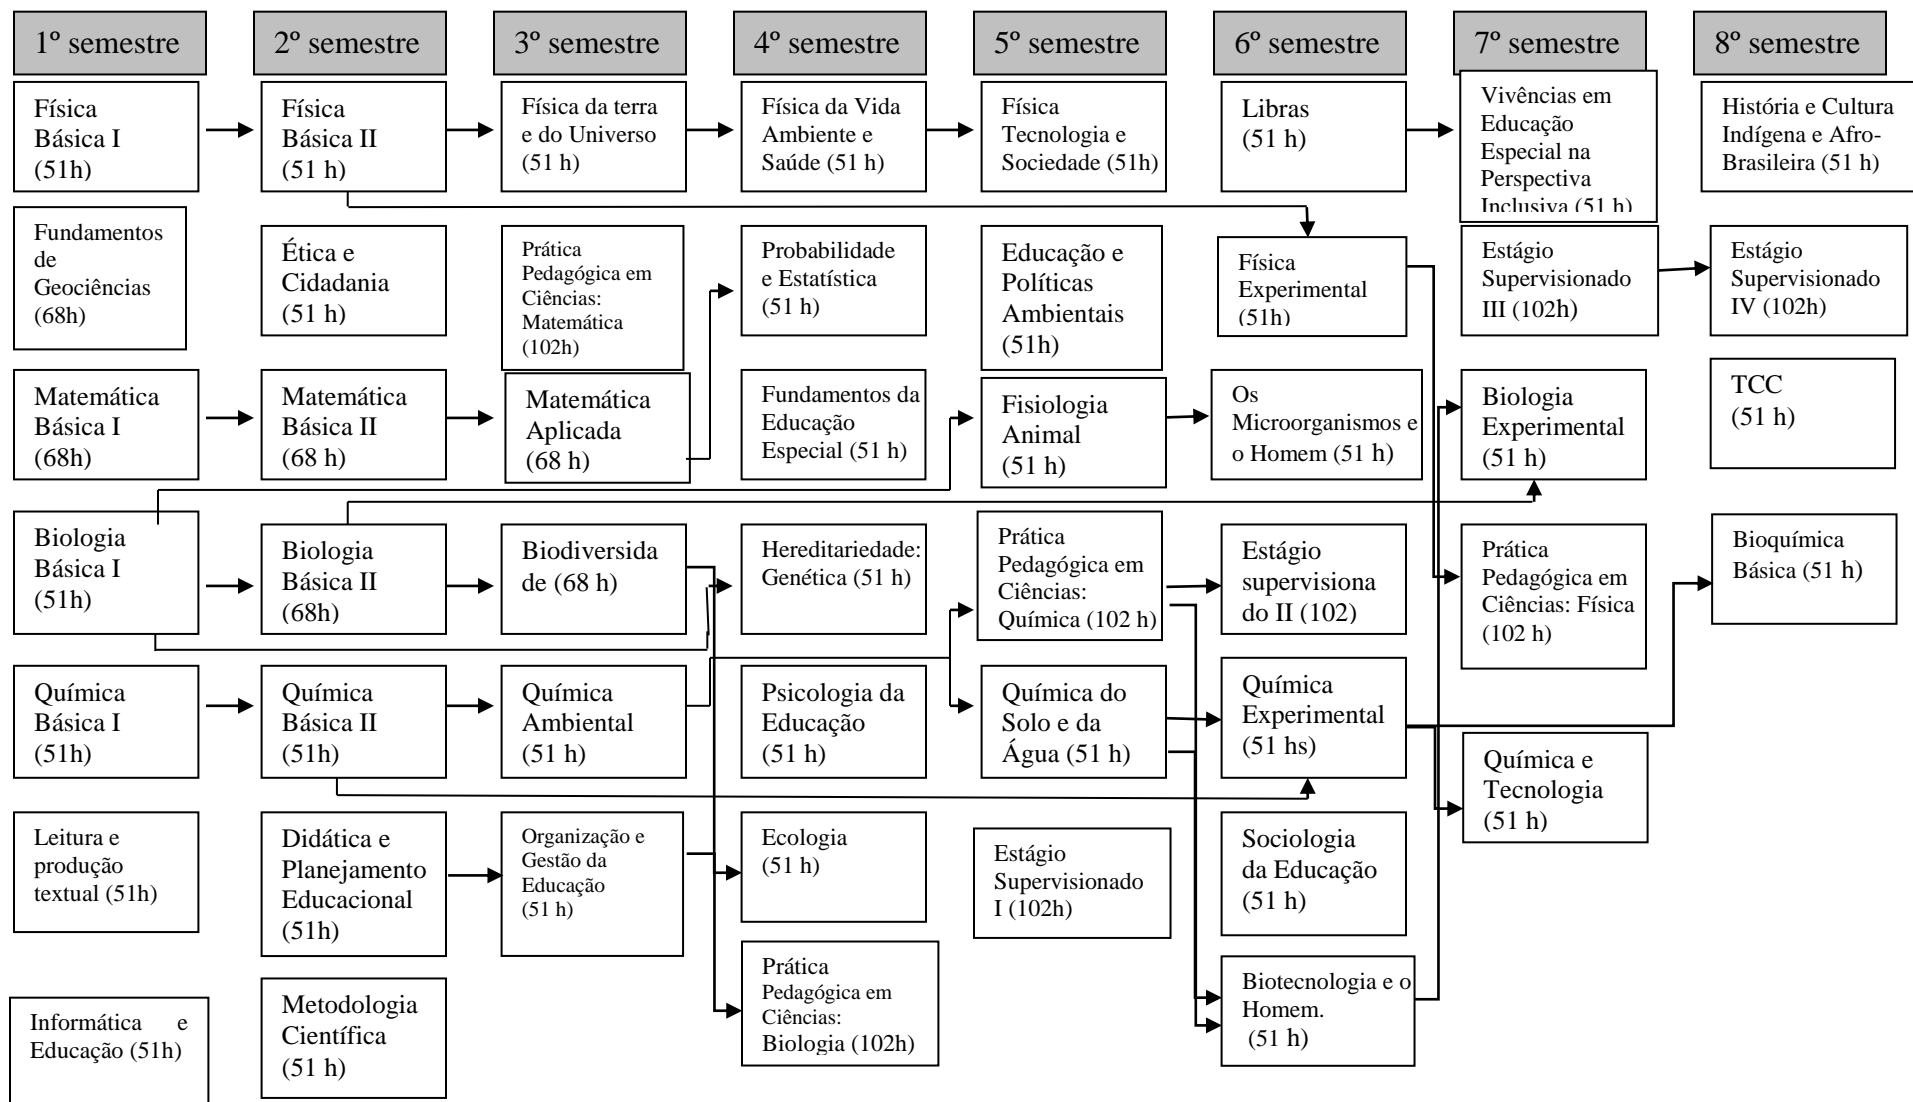 1º semestre
2º semestre
3º semestre
4º semestre
5º semestre
6º semestre
7º semestre
8º semestre
Física
Básica I
(51h)
Física
Básica II
(51 h)
Física da terra
e do Universo
(51 h)
Física da Vida
Ambiente e
Saúde (51 h)
Física
Tecnologia e
Sociedade (51h)
Libras
(51 h)
Vivências em
Educação
Especial na
Perspectiva
Inclusiva (51 h)
História e Cultura
Indígena e Afro-
Brasileira (51 h)
Fundamentos
de
Geociências
(68h)
Ética e
Cidadania
(51 h)
Prática
Pedagógica em
Ciências:
Matemática
(102h)
Probabilidade
e Estatística
(51 h)
Educação e
Políticas
Ambientais
(51h)
Física
Experimental
(51h)
Estágio
Supervisionado
III (102h)
Estágio
Supervisionado
IV (102h)
Matemática
Básica I
(68h)
Matemática
Básica II
(68 h)
Matemática
Aplicada
(68 h)
Fundamentos da
Educação
Especial (51 h)
Fisiologia
Animal
(51 h)
Os
Microorganismos e
o Homem (51 h)
Biologia
Experimental
(51 h)
TCC
(51 h)
Biologia
Básica I
(51h)
Biologia
Básica II
(68h)
Biodiversida
de (68 h)
Hereditariedade:
Genética (51 h)
Prática
Pedagógica em
Ciências:
Química (102 h)
Estágio
supervisiona
do II (102)
Prática
Pedagógica em
Ciências: Física
(102 h)
Bioquímica
Básica (51 h)
Química
Básica I
(51h)
Química
Básica II
(51h)
Química
Ambiental
(51 h)
Psicologia da
Educação
(51 h)
Química do
Solo e da
Água (51 h)
Química
Experimental
(51 hs)
Química e
Tecnologia
(51 h)
Leitura e
produção
textual (51h)
Didática e
Planejamento
Educacional
(51h)
Organização e
Gestão da
Educação
(51 h)
Ecologia
(51 h)
Estágio
Supervisionado
I (102h)
Sociologia
da Educação
(51 h)
Informática e
Educação (51h)
Metodologia
Científica
(51 h)
Prática
Pedagógica em
Ciências:
Biologia (102h)
Biotecnologia e o
Homem.
(51 h)